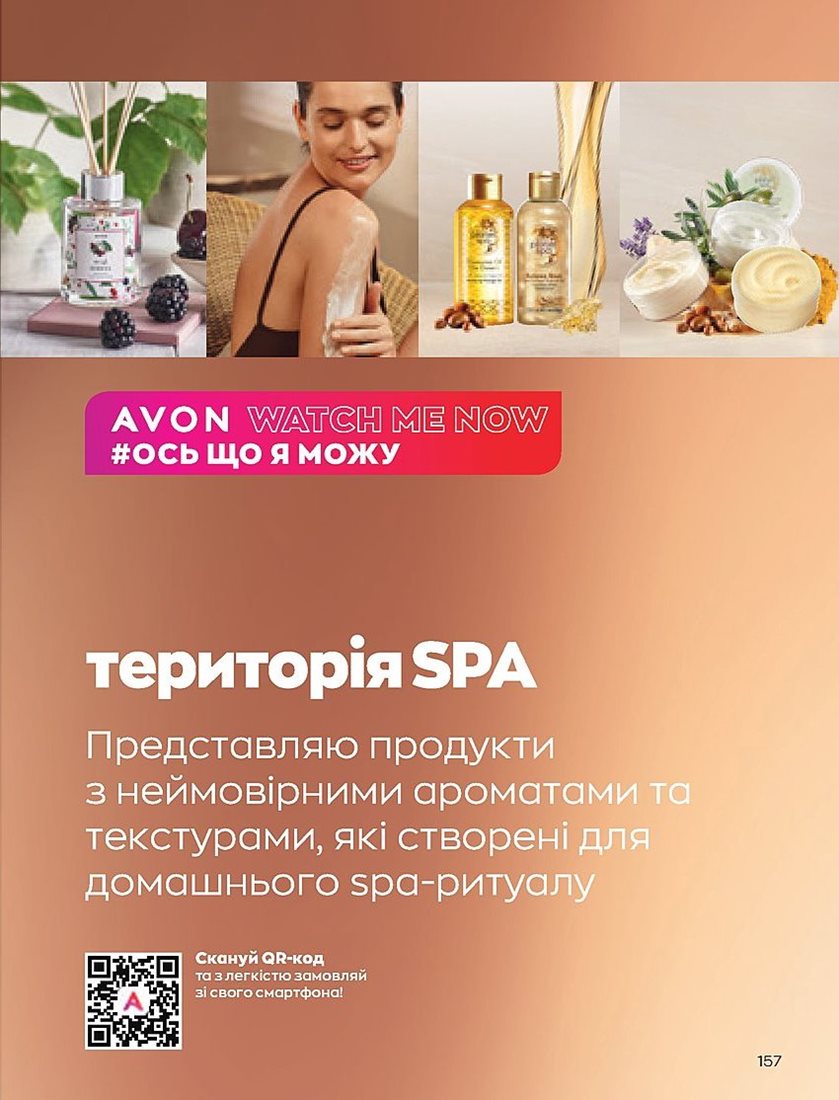 AVON WATCH ME NOW
#ОСЬ ЩО Я МОЖУ
територія SPA
Представляю продукти
з неймовірними ароматами та
текстурами, які створені для
домашнього spa-ритуалу
Скануй QR-код
та з легкістю замовляй
зі свого смартфона!
A
157